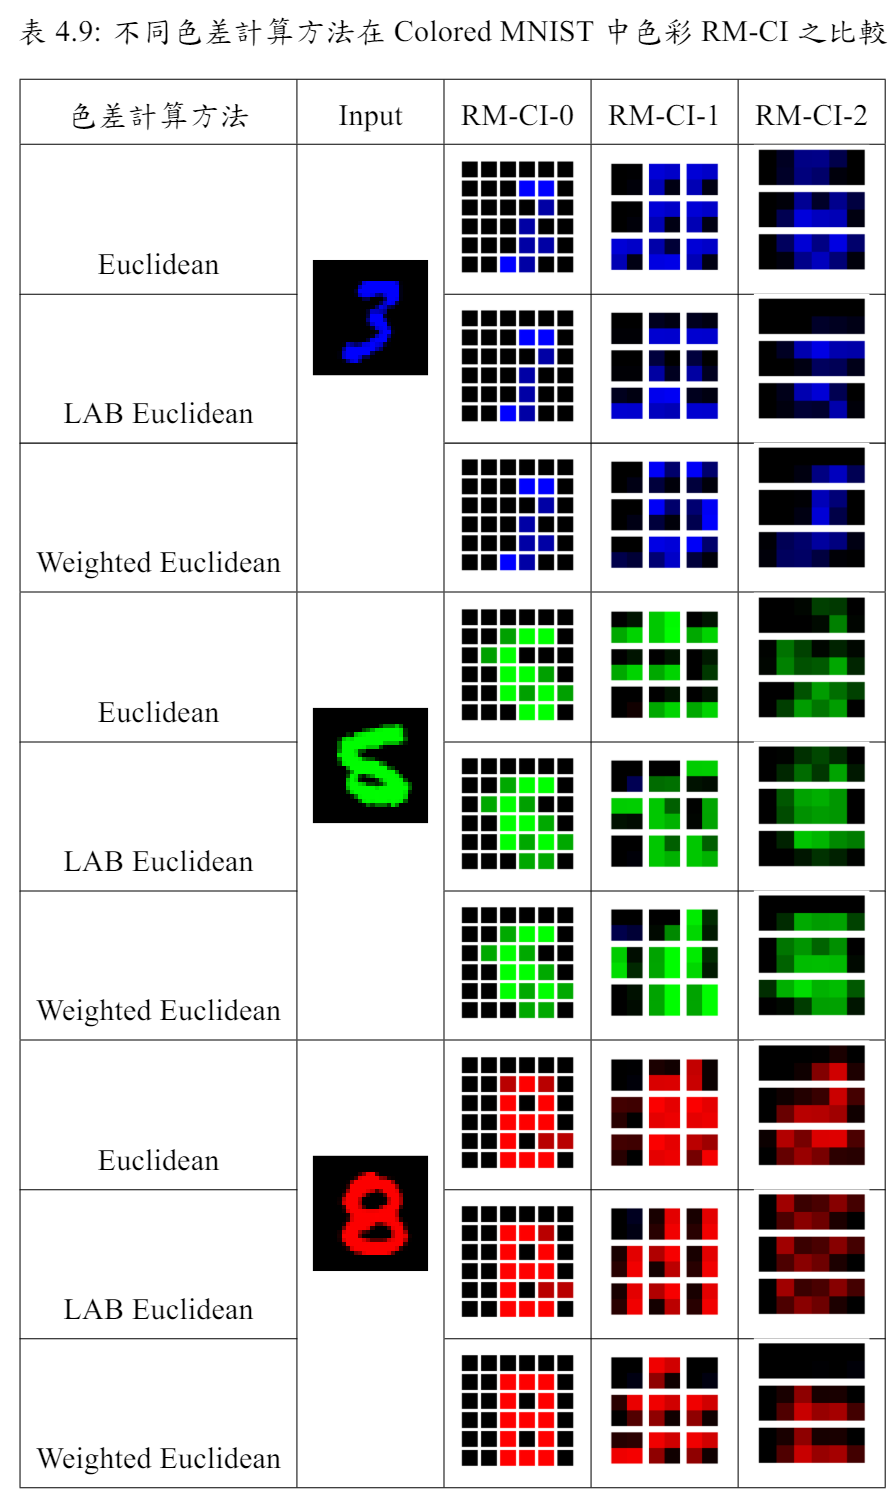 表 4.9: 不同色差計算方法在 Colored MNIST 中色彩 RM-CI 之比較
色差計算方法 Input RM-CI-0 RM-CI-1 RM-CI-2
Euclidean
LAB Euclidean
Weighted Euclidean
Euclidean
LAB Euclidean
Weighted Euclidean
Euclidean
LAB Euclidean
Weighted Euclidean